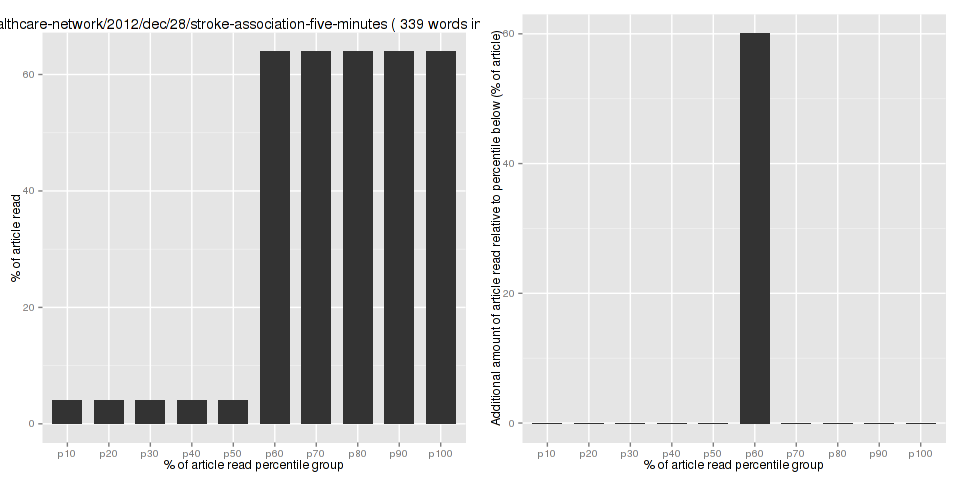 althcare-network/2012/dec/28/stroke-association-five-minutes ( 339 words in
% of article read
60
40
20
0
p10 p20 p30 p40 p50 p60 p70 p80 p90 p100
% of article read percentile group
Additional amount of article read relative to percentile below (% of article)
60
40
20
0
p10 p20 p30 p40 p50 p60 p70 p80 p90 p100
% of article read percentile group